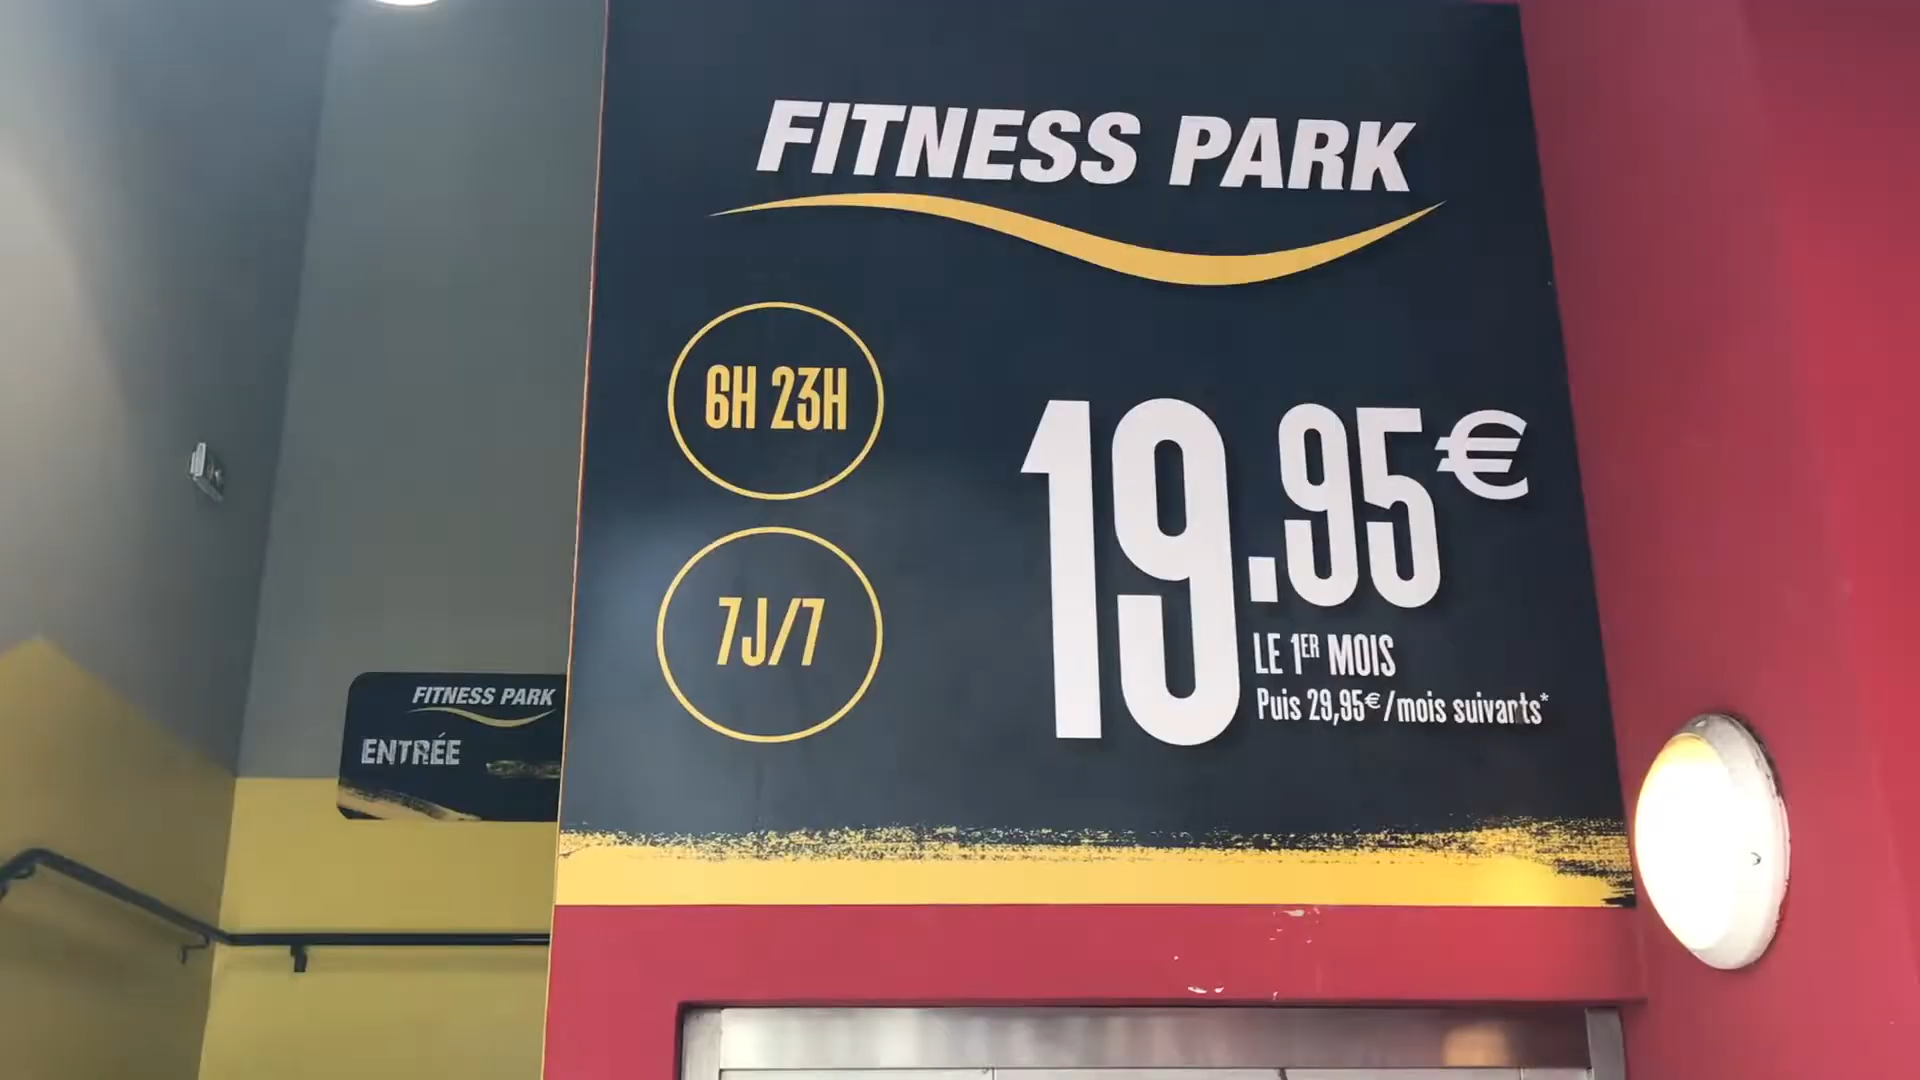 FITNESS PARK
6H 23H
7J/7
19.95€
LE 1ER MOIS
Puis 29,95€/mois suivants*
FITNESS PARK
ENTRÉE